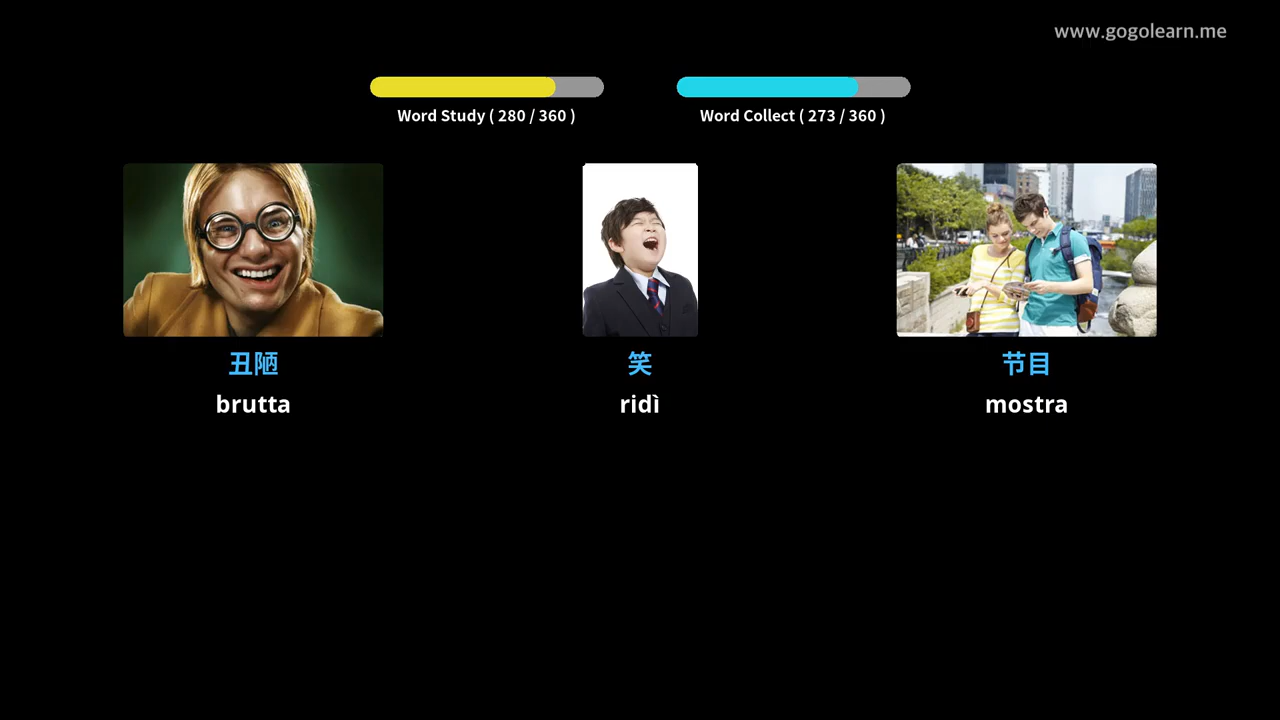 www.gogolearn.me
Word Study ( 280 / 360 )
Word Collect ( 273 / 360 )
丑陋
笑
节目
brutta
ridì
mostra